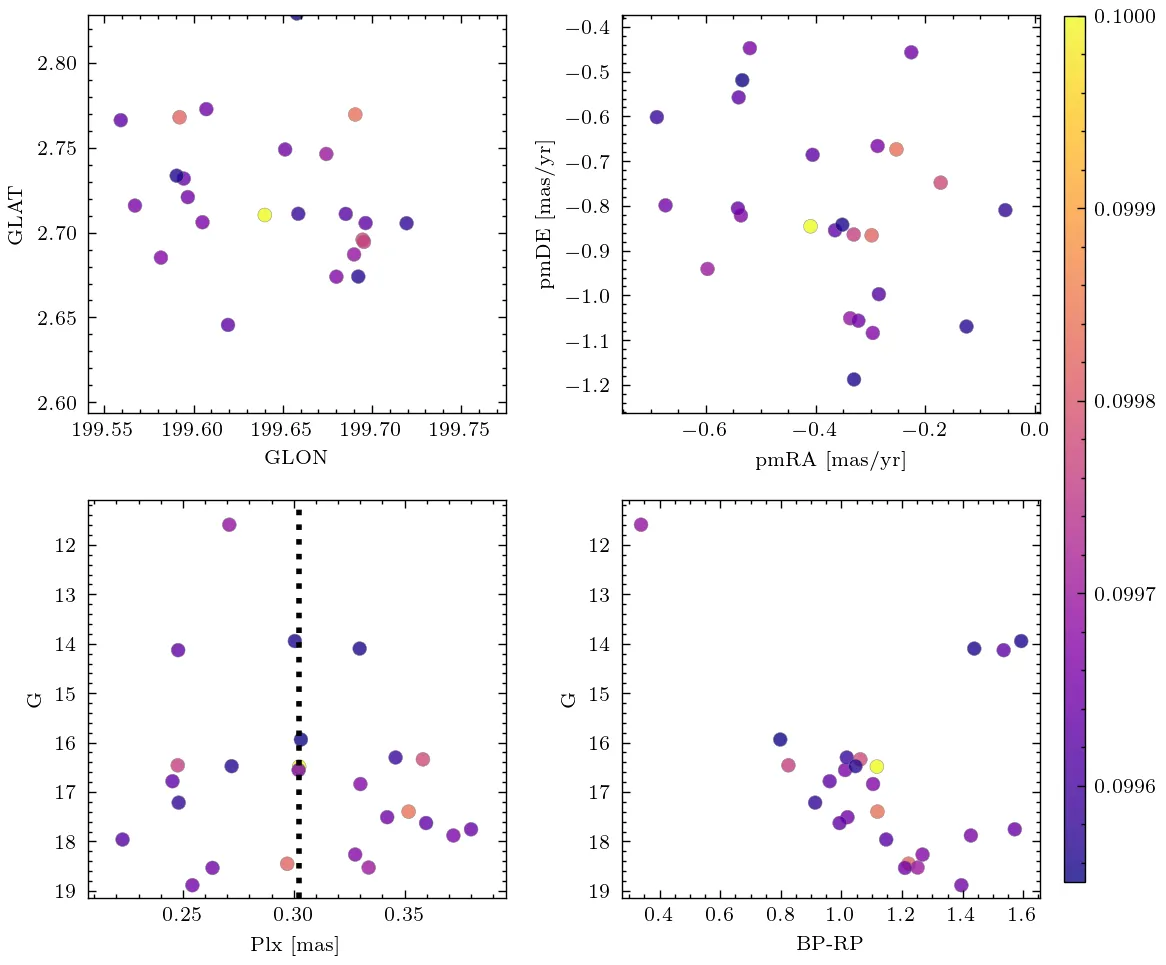 2.80
2.75
2.70
2.65
2.60
GLAT
199.55 199.60 199.65 199.70 199.75
GLON
−0.4
−0.5
−0.6
−0.7
−0.8
−0.9
−1.0
−1.1
−1.2
pmDE [mas/yr]
−0.6 −0.4 −0.2 0.0
pmRA [mas/yr]
0.1000
0.0999
0.0998
0.0997
0.0996
12
13
14
15
16
17
18
19
G
0.25 0.30 0.35
Plx [mas]
12
13
14
15
16
17
18
19
G
0.4 0.6 0.8 1.0 1.2 1.4 1.6
BP-RP